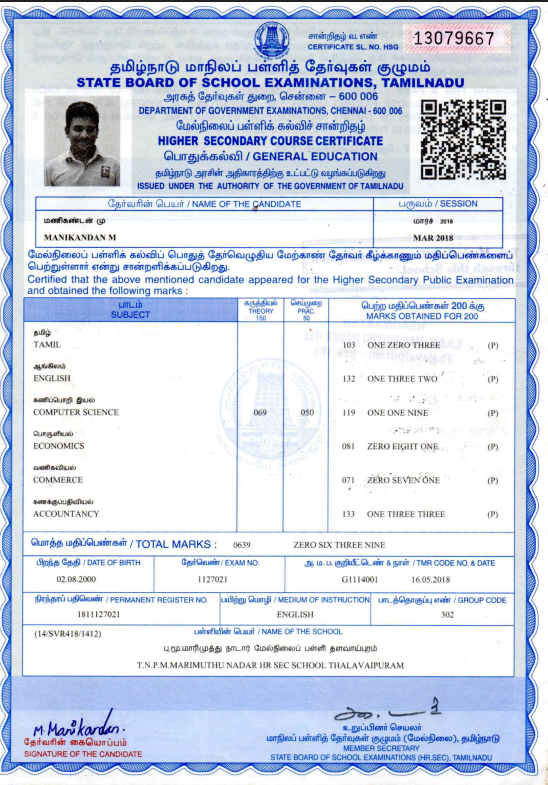 சான்றிதழ் வ. எண்
CERTIFICATE SL. NO. HSG
13079667
தமிழ்நாடு மாநிலப் பள்ளித் தேர்வுகள் குழுமம்
STATE BOARD OF SCHOOL EXAMINATIONS, TAMILNADU
அரசுத் தேர்வுகள் துறை, சென்னை – 600 006
DEPARTMENT OF GOVERNMENT EXAMINATIONS, CHENNAI - 600 006
மேல்நிலைப் பள்ளிக் கல்விச் சான்றிதழ்
HIGHER SECONDARY COURSE CERTIFICATE
பொதுக்கல்வி / GENERAL EDUCATION
தமிழ்நாடு அரசின் அதிகாரத்திற்கு உட்பட்டு வழங்கப்படுகிறது
ISSUED UNDER THE AUTHORITY OF THE GOVERNMENT OF TAMILNADU
தேர்வரின் பெயர் / NAME OF THE CANDIDATE பருவம் / SESSION
மணிகண்டன் மு மார்ச் 2018
MANIKANDAN M MAR 2018
மேல்நிலைப் பள்ளிக் கல்விப் பொதுத் தேர்வெழுதிய மேற்காண் தேர்வர் கீழ்க்காணும் மதிப்பெண்களைப்
பெற்றுள்ளார் என்று சான்றளிக்கப்படுகிறது.
Certified that the above mentioned candidate appeared for the Higher Secondary Public Examination
and obtained the following marks :
பாடம் கருத்தியல் செய்முறை பெற்ற மதிப்பெண்கள் 200 க்கு
SUBJECT THEORY PRAC. MARKS OBTAINED FOR 200
150 50
தமிழ்
TAMIL 103 ONE ZERO THREE (P)
ஆங்கிலம்
ENGLISH 132 ONE THREE TWO (P)
கணிப்பொறி இயல்
COMPUTER SCIENCE 069 050 119 ONE ONE NINE (P)
பொருளியல்
ECONOMICS 081 ZERO EIGHT ONE (P)
வணிகவியல்
COMMERCE 071 ZERO SEVEN ONE (P)
கணக்குப்பதிவியல்
ACCOUNTANCY 133 ONE THREE THREE (P)
மொத்த மதிப்பெண்கள் / TOTAL MARKS : 0639 ZERO SIX THREE NINE
பிறந்த தேதி / DATE OF BIRTH தேர்வெண் / EXAM NO. அ. ம. ப. குறியீட்டெண் & நாள் / TMR CODE NO. & DATE
02.08.2000 1127021 G1114001 16.05.2018
நிரந்தரப் பதிவெண் / PERMANENT REGISTER NO. பயிற்று மொழி / MEDIUM OF INSTRUCTION பாடத்தொகுப்பு எண் / GROUP CODE
1811127021 ENGLISH 302
(14/SVR418/1412) பள்ளியின் பெயர் / NAME OF THE SCHOOL
பு.மூ.மாரிமுத்து நாடார் மேல்நிலைப் பள்ளி தளவாய்புரம்
T.N.P.M.MARIMUTHU NADAR HR SEC SCHOOL THALAVAIPURAM
M. Manikandan.
தேர்வரின் கையொப்பம்
SIGNATURE OF THE CANDIDATE
உறுப்பினர் செயலர்
மாநிலப் பள்ளித் தேர்வுகள் குழுமம் (மேல்நிலை), தமிழ்நாடு
MEMBER SECRETARY
STATE BOARD OF SCHOOL EXAMINATIONS (HR.SEC), TAMILNADU